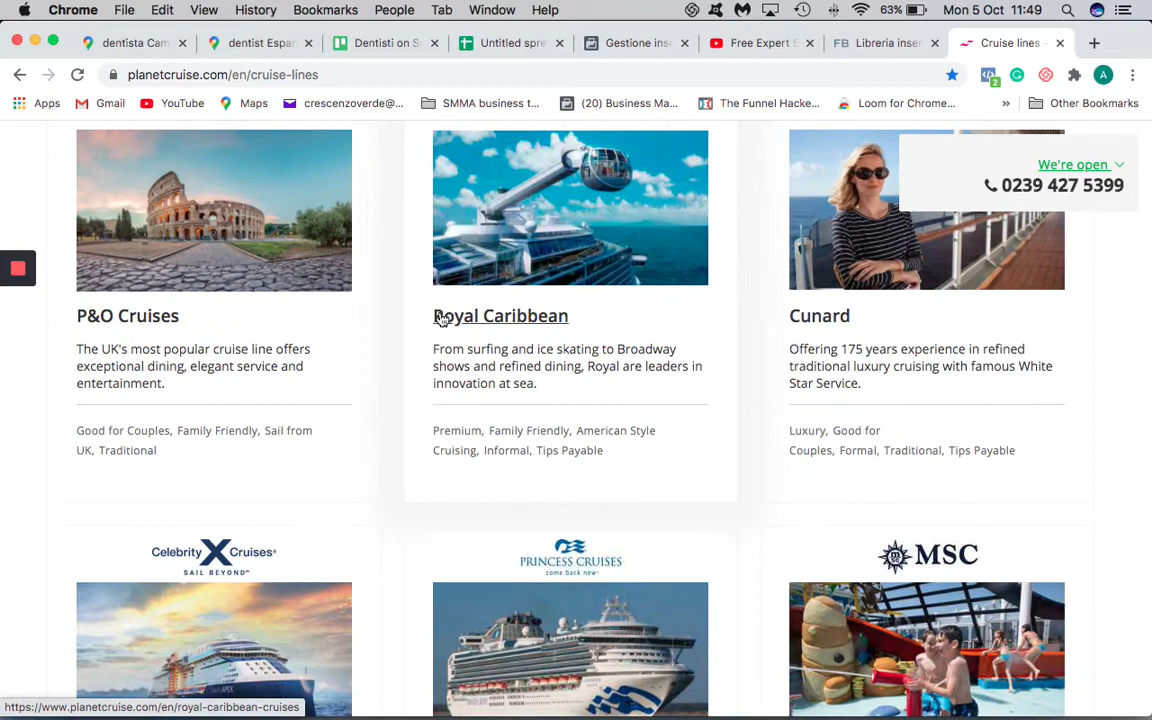 Chrome File Edit View History Bookmarks People Tab Window Help 63% Mon 5 Oct 11:49
dentista Cam dentist Espan Dentisti on S Untitled spre Gestione inse Free Expert S FB Libreria inser Cruise lines -
planetcruise.com/en/cruise-lines 2 A
Apps Gmail YouTube Maps crescenzoverde@... SMMA business t... (20) Business Ma... The Funnel Hacke... Loom for Chrome... » Other Bookmarks
We're open
0239 427 5399
P&O Cruises
The UK's most popular cruise line offers
exceptional dining, elegant service and
entertainment.
Good for Couples, Family Friendly, Sail from
UK, Traditional
Royal Caribbean
From surfing and ice skating to Broadway
shows and refined dining, Royal are leaders in
innovation at sea.
Premium, Family Friendly, American Style
Cruising, Informal, Tips Payable
Cunard
Offering 175 years experience in refined
traditional luxury cruising with famous White
Star Service.
Luxury, Good for
Couples, Formal, Traditional, Tips Payable
Celebrity X Cruises®
SAIL BEYOND™
PRINCESS CRUISES
come back new™
MSC
https://www.planetcruise.com/en/royal-caribbean-cruises